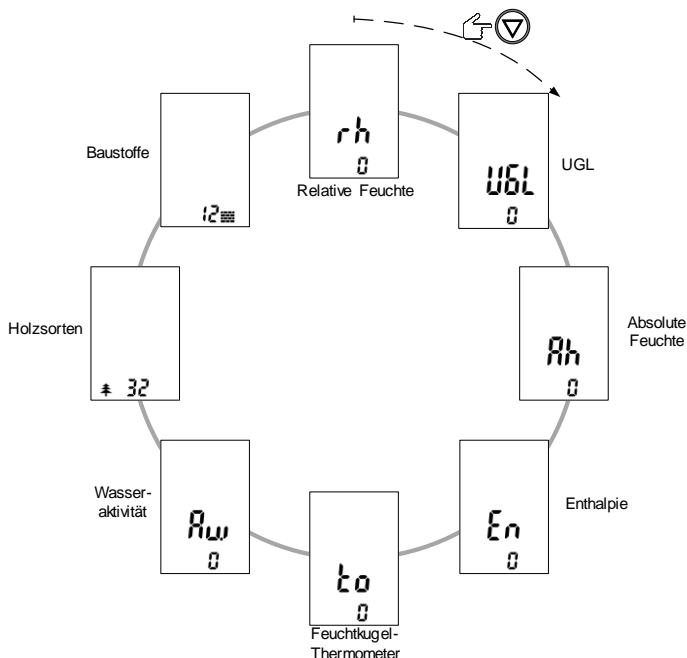 rh
0
Relative Feuchte
UGL
0
UGL
Ah
0
Absolute
Feuchte
En
0
Enthalpie
to
0
Feuchtkugel-
Thermometer
Aw
0
Wasser-
aktivität
32
Holzsorten
12
Baustoffe